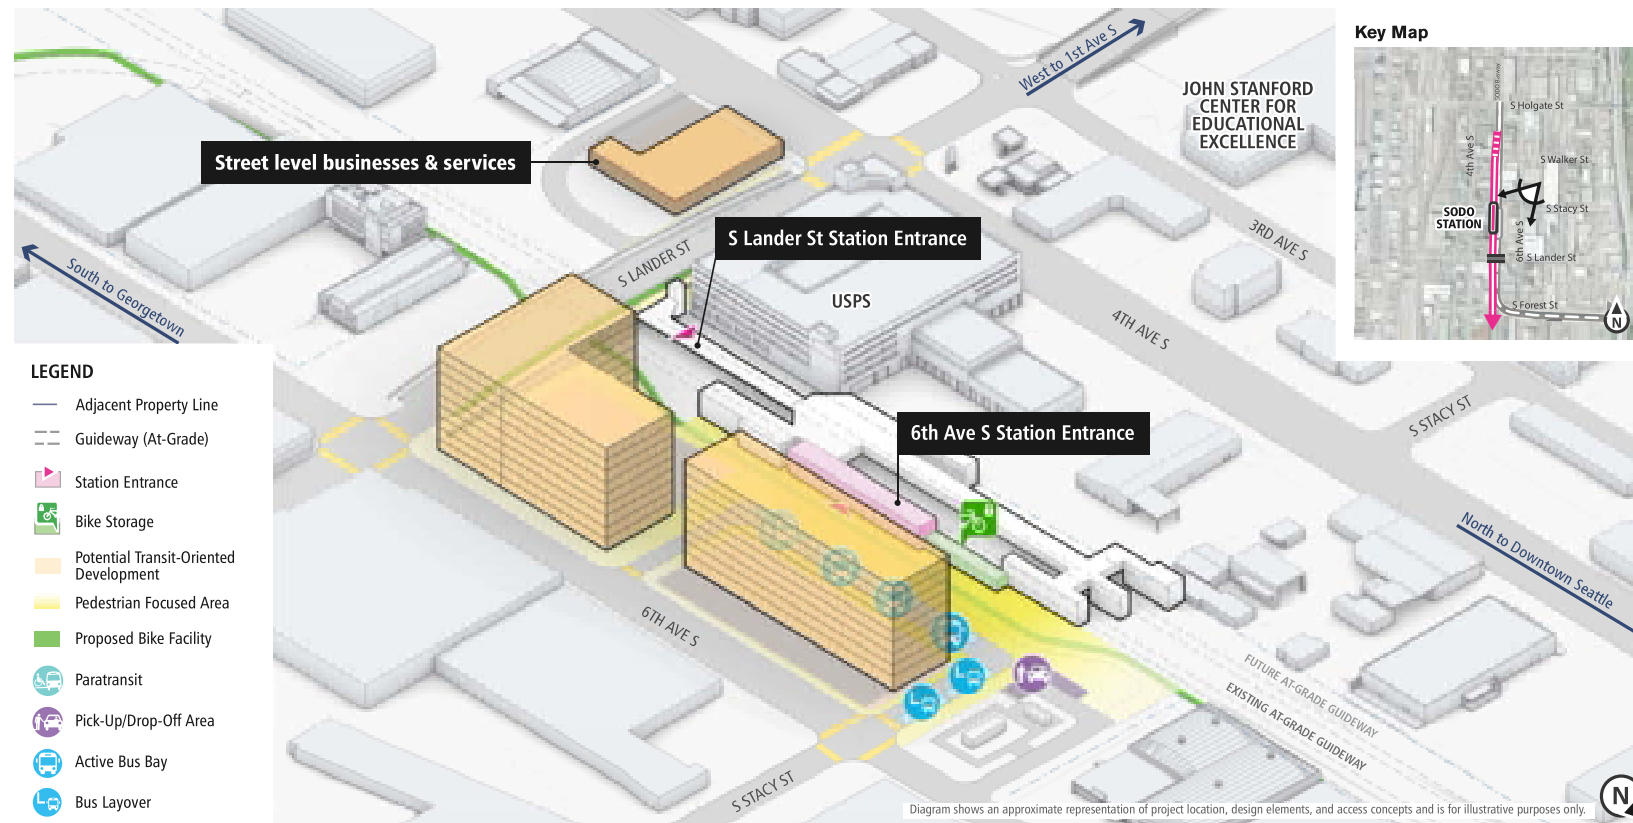 West to 1st Ave S
JOHN STANFORD
CENTER FOR
EDUCATIONAL
EXCELLENCE
Street level businesses & services
S Lander St Station Entrance
S LANDER ST
USPS
3RD AVE S
4TH AVE S
S STACY ST
South to Georgetown
6th Ave S Station Entrance
North to Downtown Seattle
6TH AVE S
S STACY ST
FUTURE AT-GRADE GUIDEWAY
EXISTING AT-GRADE GUIDEWAY
Key Map
S Holgate St
4th Ave S
S Walker St
SODO
STATION
S Stacy St
6th Ave S
S Lander St
S Forest St
N
LEGEND
Adjacent Property Line
Guideway (At-Grade)
Station Entrance
Bike Storage
Potential Transit-Oriented
Development
Pedestrian Focused Area
Proposed Bike Facility
Paratransit
Pick-Up/Drop-Off Area
Active Bus Bay
Bus Layover
Diagram shows an approximate representation of project location, design elements, and access concepts and is for illustrative purposes only.
N